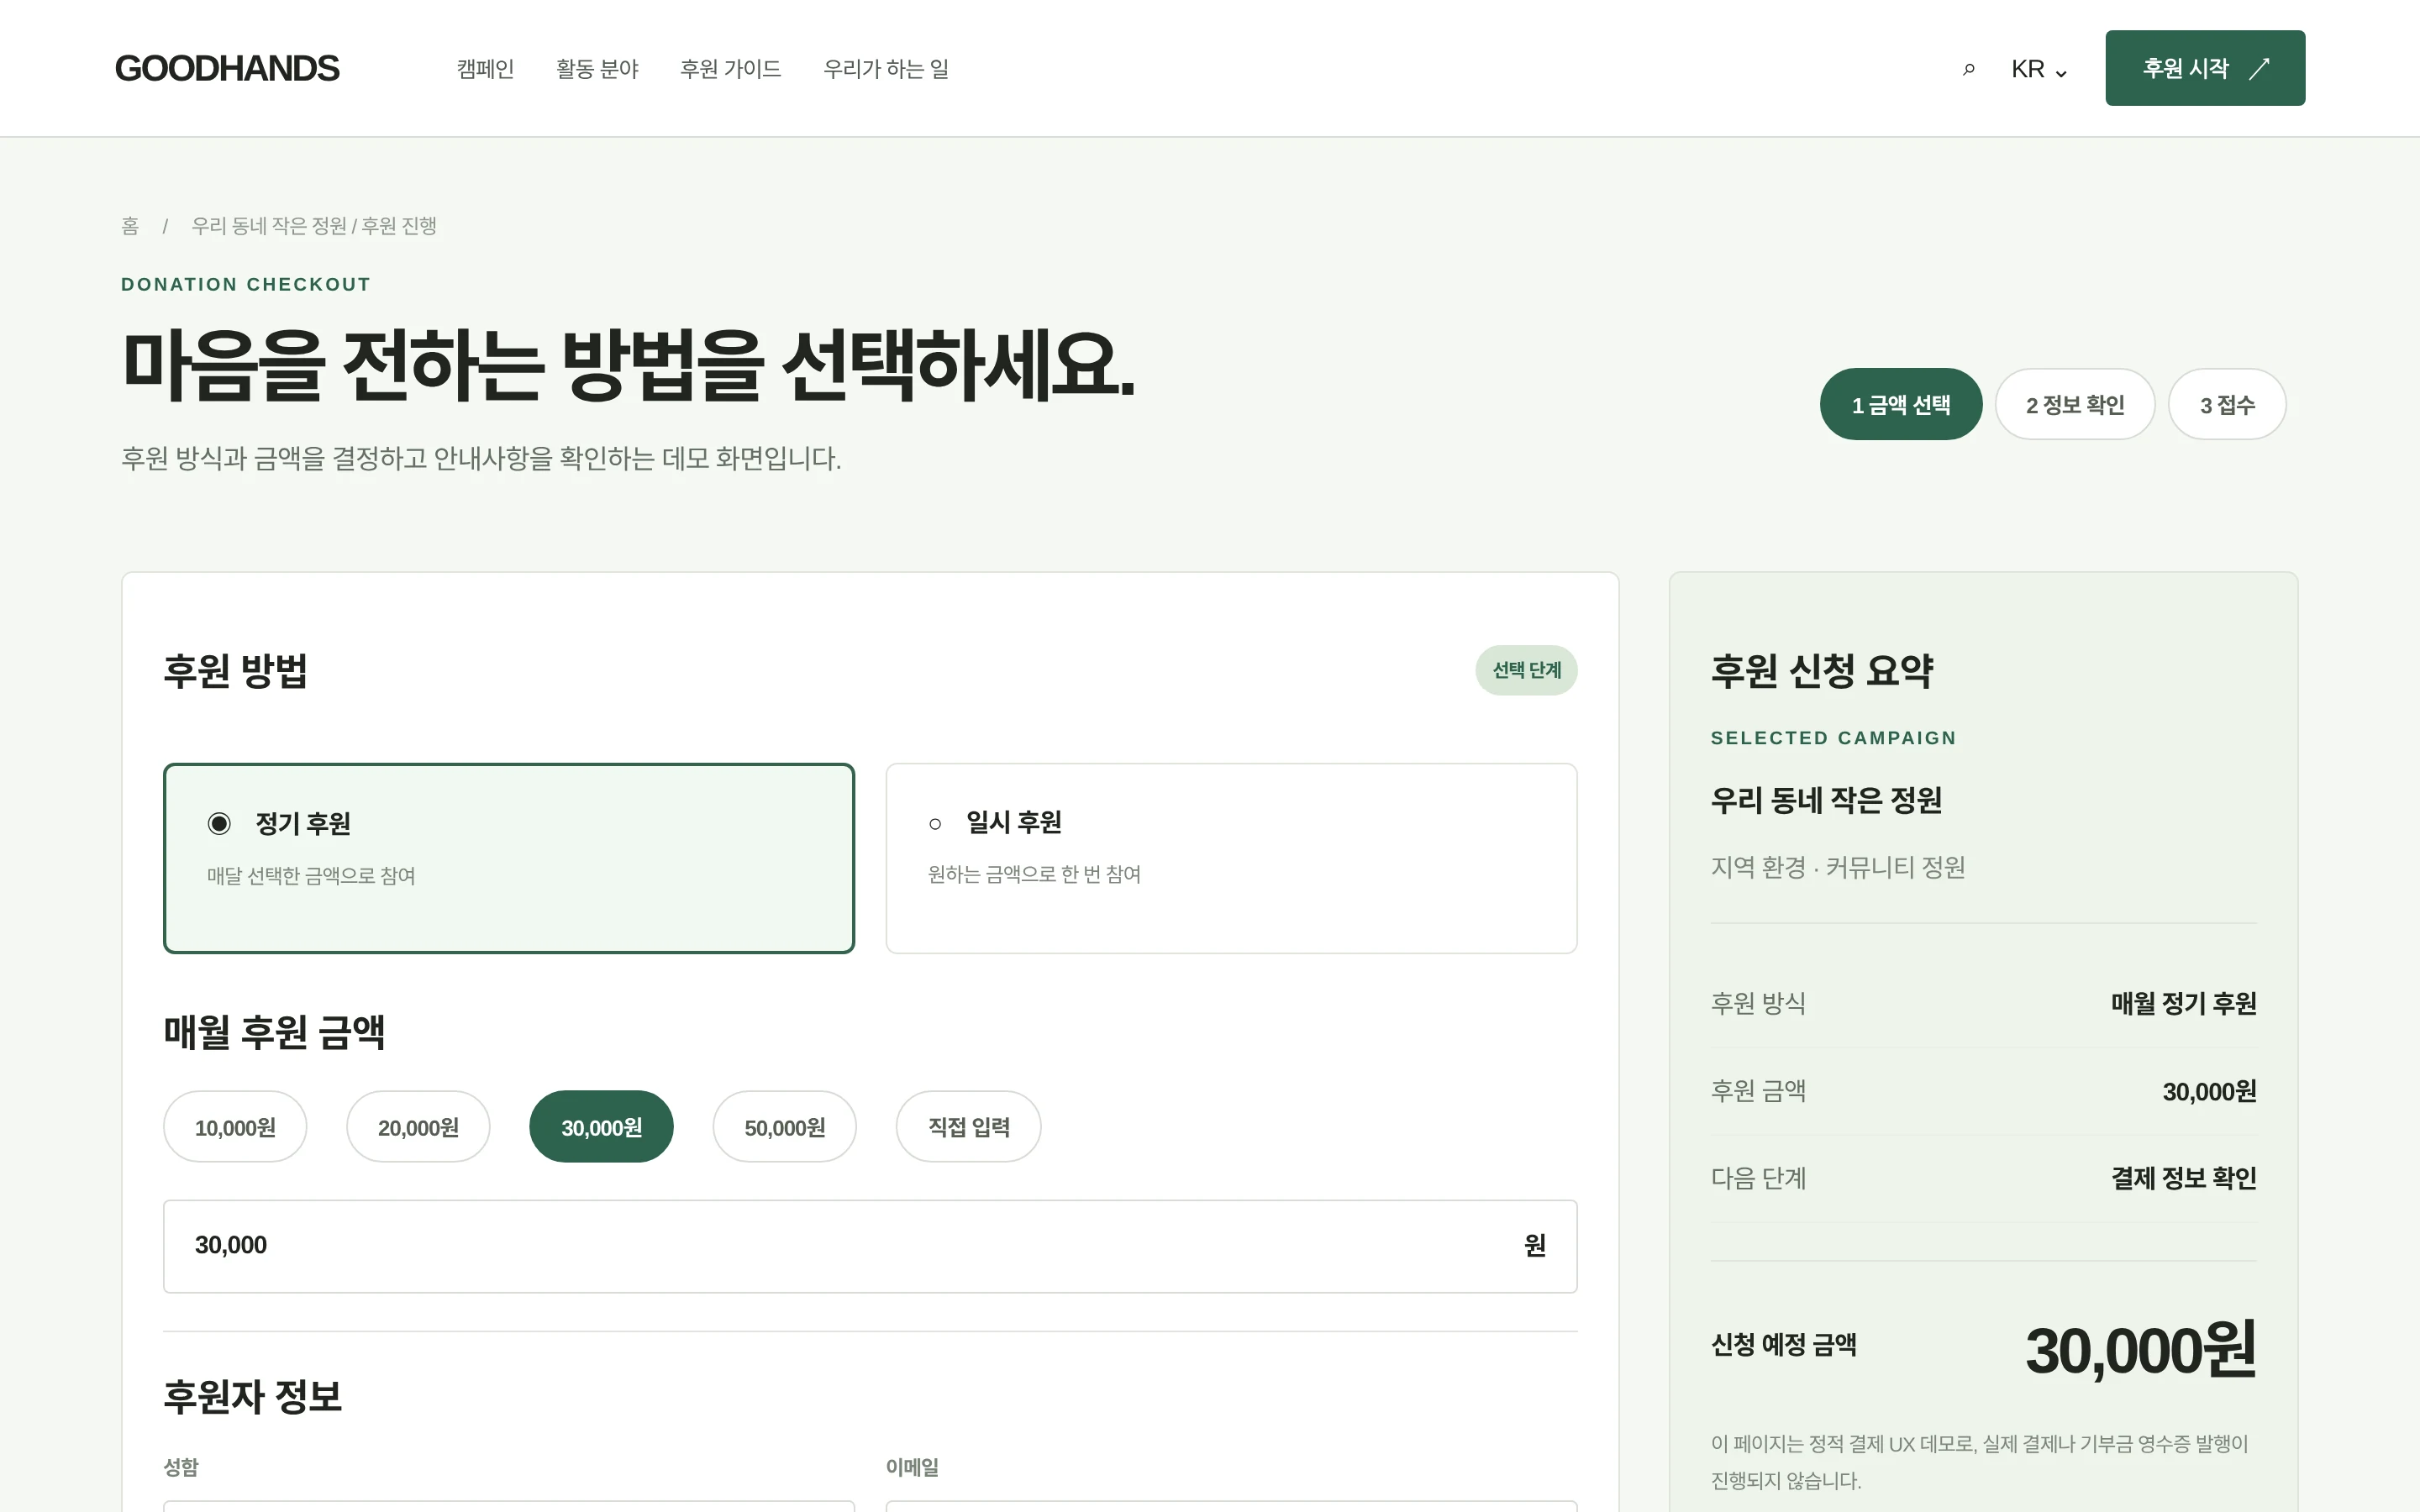 GOODHANDS
캠페인
활동 분야
후원 가이드
우리가 하는 일
KR
후원 시작
홈 / 우리 동네 작은 정원 / 후원 진행
DONATION CHECKOUT
마음을 전하는 방법을 선택하세요.
후원 방식과 금액을 결정하고 안내사항을 확인하는 데모 화면입니다.
1 금액 선택
2 정보 확인
3 접수
후원 방법
선택 단계
정기 후원
매달 선택한 금액으로 참여
일시 후원
원하는 금액으로 한 번 참여
매월 후원 금액
10,000원
20,000원
30,000원
50,000원
직접 입력
30,000 원
후원자 정보
성함
이메일
후원 신청 요약
SELECTED CAMPAIGN
우리 동네 작은 정원
지역 환경 · 커뮤니티 정원
후원 방식 매월 정기 후원
후원 금액 30,000원
다음 단계 결제 정보 확인
신청 예정 금액 30,000원
이 페이지는 정적 결제 UX 데모로, 실제 결제나 기부금 영수증 발행이
진행되지 않습니다.